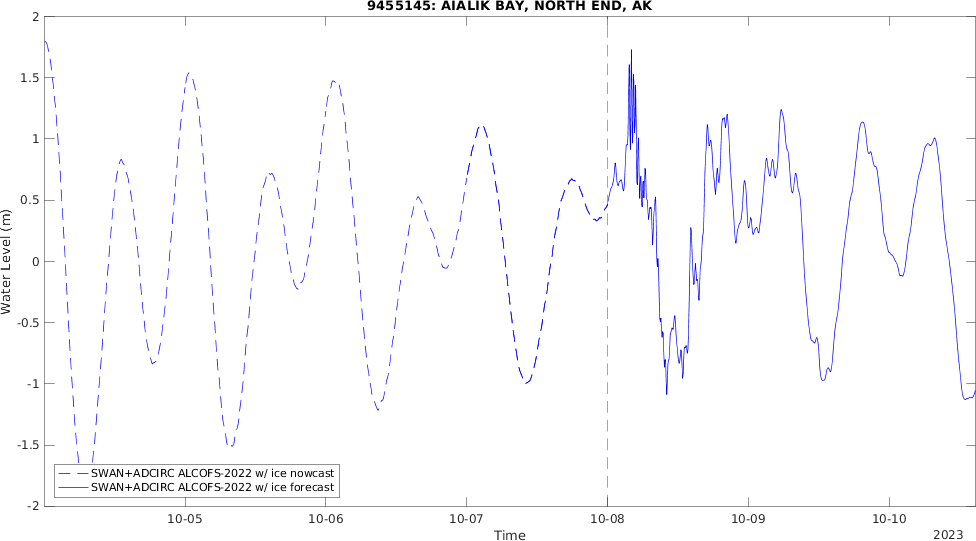 9455145: AIALIK BAY, NORTH END, AK
Water Level (m)
2
1.5
1
0.5
0
-0.5
-1
-1.5
-2
SWAN+ADCIRC ALCOFS-2022 w/ ice nowcast
SWAN+ADCIRC ALCOFS-2022 w/ ice forecast
10-05 10-06 10-07 10-08 10-09 10-10
Time
2023